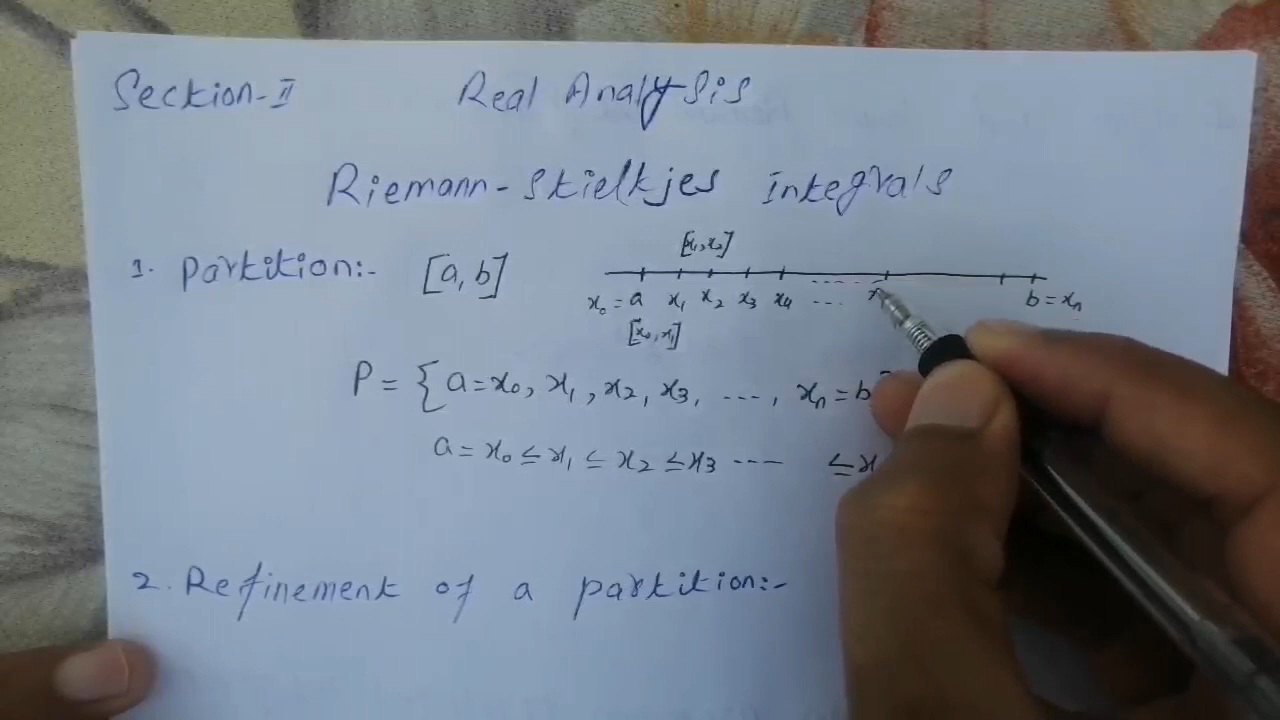 Section-II Real Analysis
Riemann-Stieltjes integrals
1. partition:- [a, b]
[x₁, x₂]
x₀ = a x₁ x₂ x₃ x₄ ---- x b = xₙ
[x₀, x₁]
P = { a = x₀, x₁, x₂, x₃, ----, xₙ = b
a = x₀ ≤ x₁ ≤ x₂ ≤ x₃ ---- ≤ x
2. Refinement of a partition:-